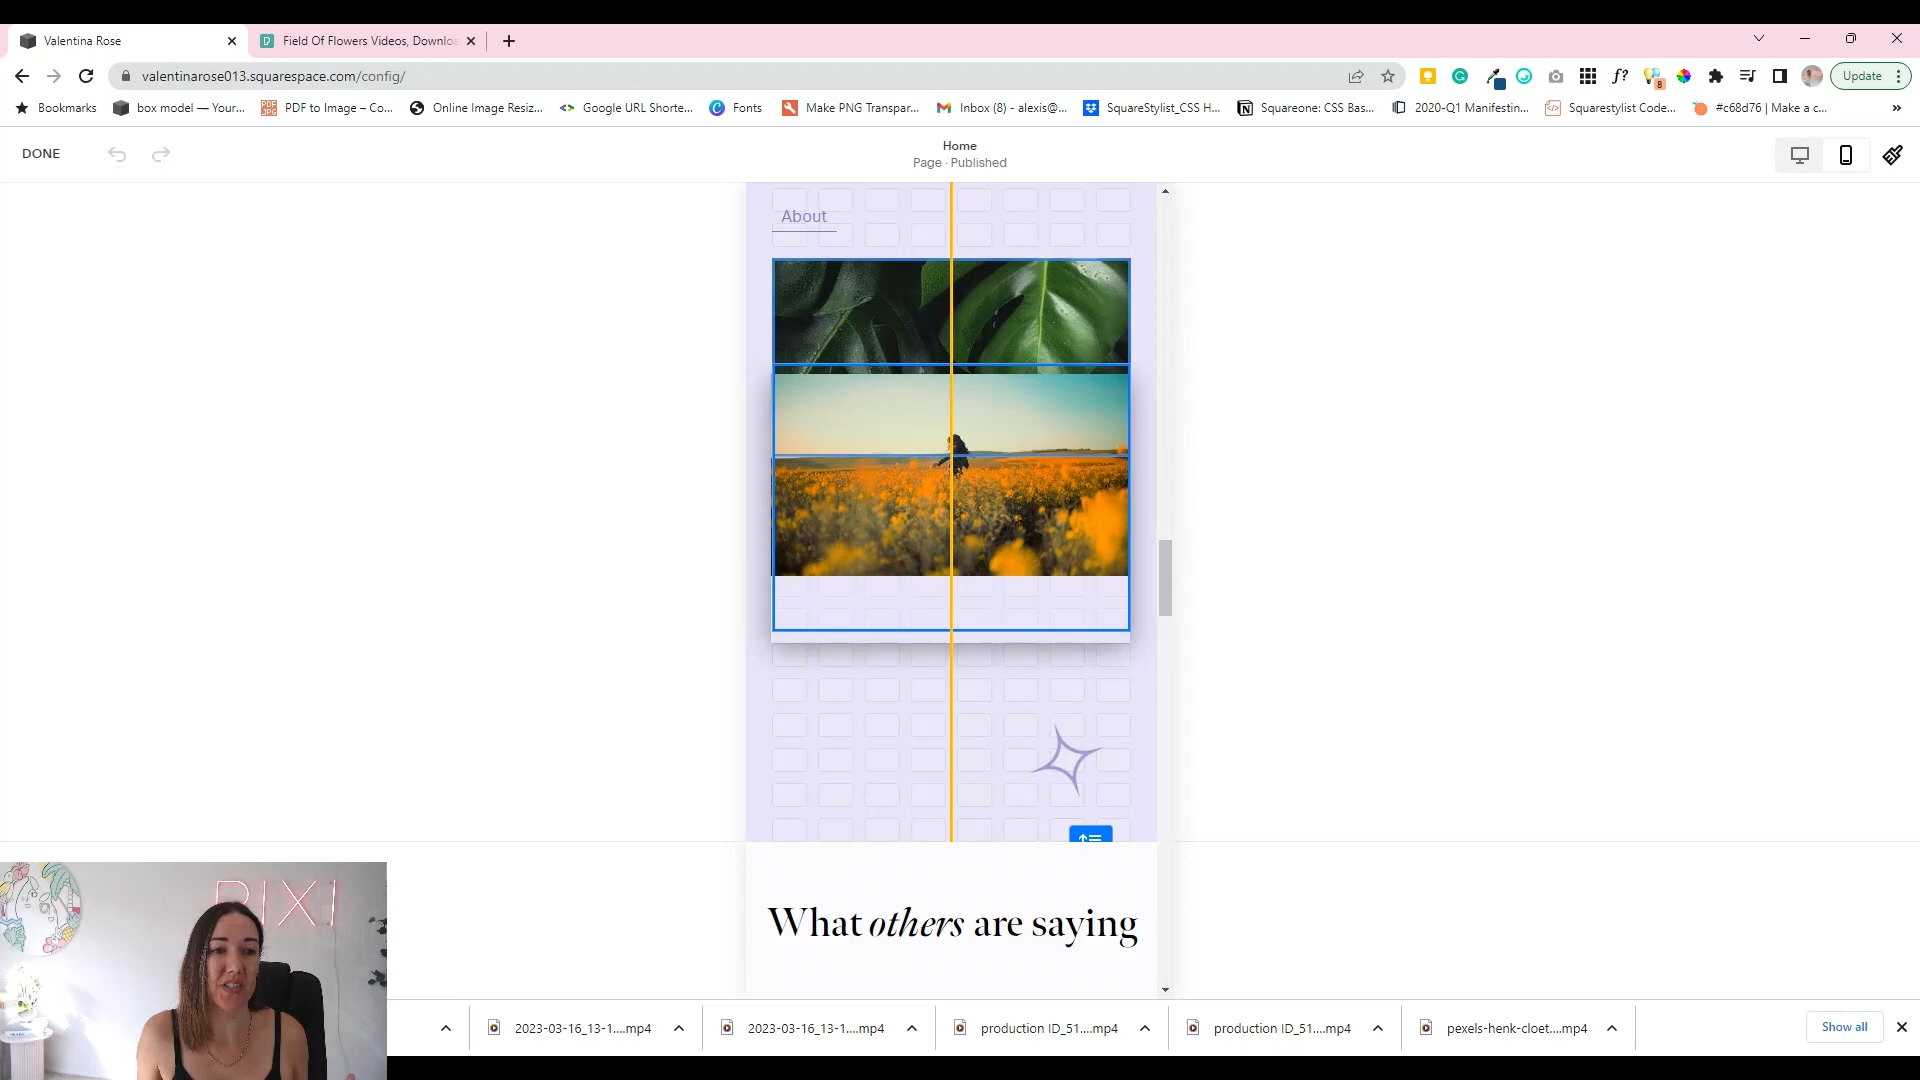 Valentina Rose
Field Of Flowers Videos, Downlo
valentinarose013.squarespace.com/config/
Update
8
Bookmarks
box model — Your...
PDF to Image – Co...
Online Image Resiz...
Google URL Shorte...
Fonts
Make PNG Transpar...
Inbox (8) - alexis@...
SquareStylist_CSS H...
Squareone: CSS Bas...
2020-Q1 Manifestin...
Squarestylist Code...
#c68d76 | Make a c...
DONE
Home
Page · Published
About
What others are saying
PIXI
2023-03-16_13-1....mp4
2023-03-16_13-1....mp4
production ID_51....mp4
production ID_51....mp4
pexels-henk-cloet....mp4
Show all